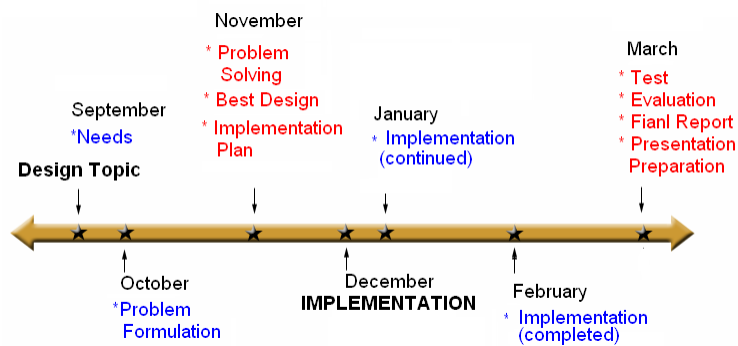 November
* Problem
Solving
* Best Design
* Implementation
Plan
March
* Test
* Evaluation
* Fianl Report
* Presentation
Preparation
September
*Needs
Design Topic
January
* Implementation
(continued)
October
*Problem
Formulation
December
IMPLEMENTATION
February
* Implementation
(completed)